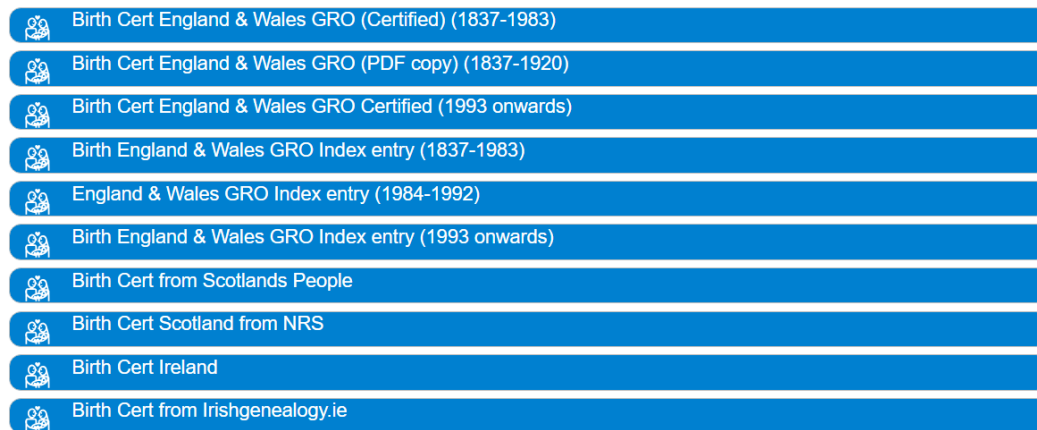 Birth Cert England & Wales GRO (Certified) (1837-1983)
Birth Cert England & Wales GRO (PDF copy) (1837-1920)
Birth Cert England & Wales GRO Certified (1993 onwards)
Birth England & Wales GRO Index entry (1837-1983)
England & Wales GRO Index entry (1984-1992)
Birth England & Wales GRO Index entry (1993 onwards)
Birth Cert from Scotlands People
Birth Cert Scotland from NRS
Birth Cert Ireland
Birth Cert from Irishgenealogy.ie